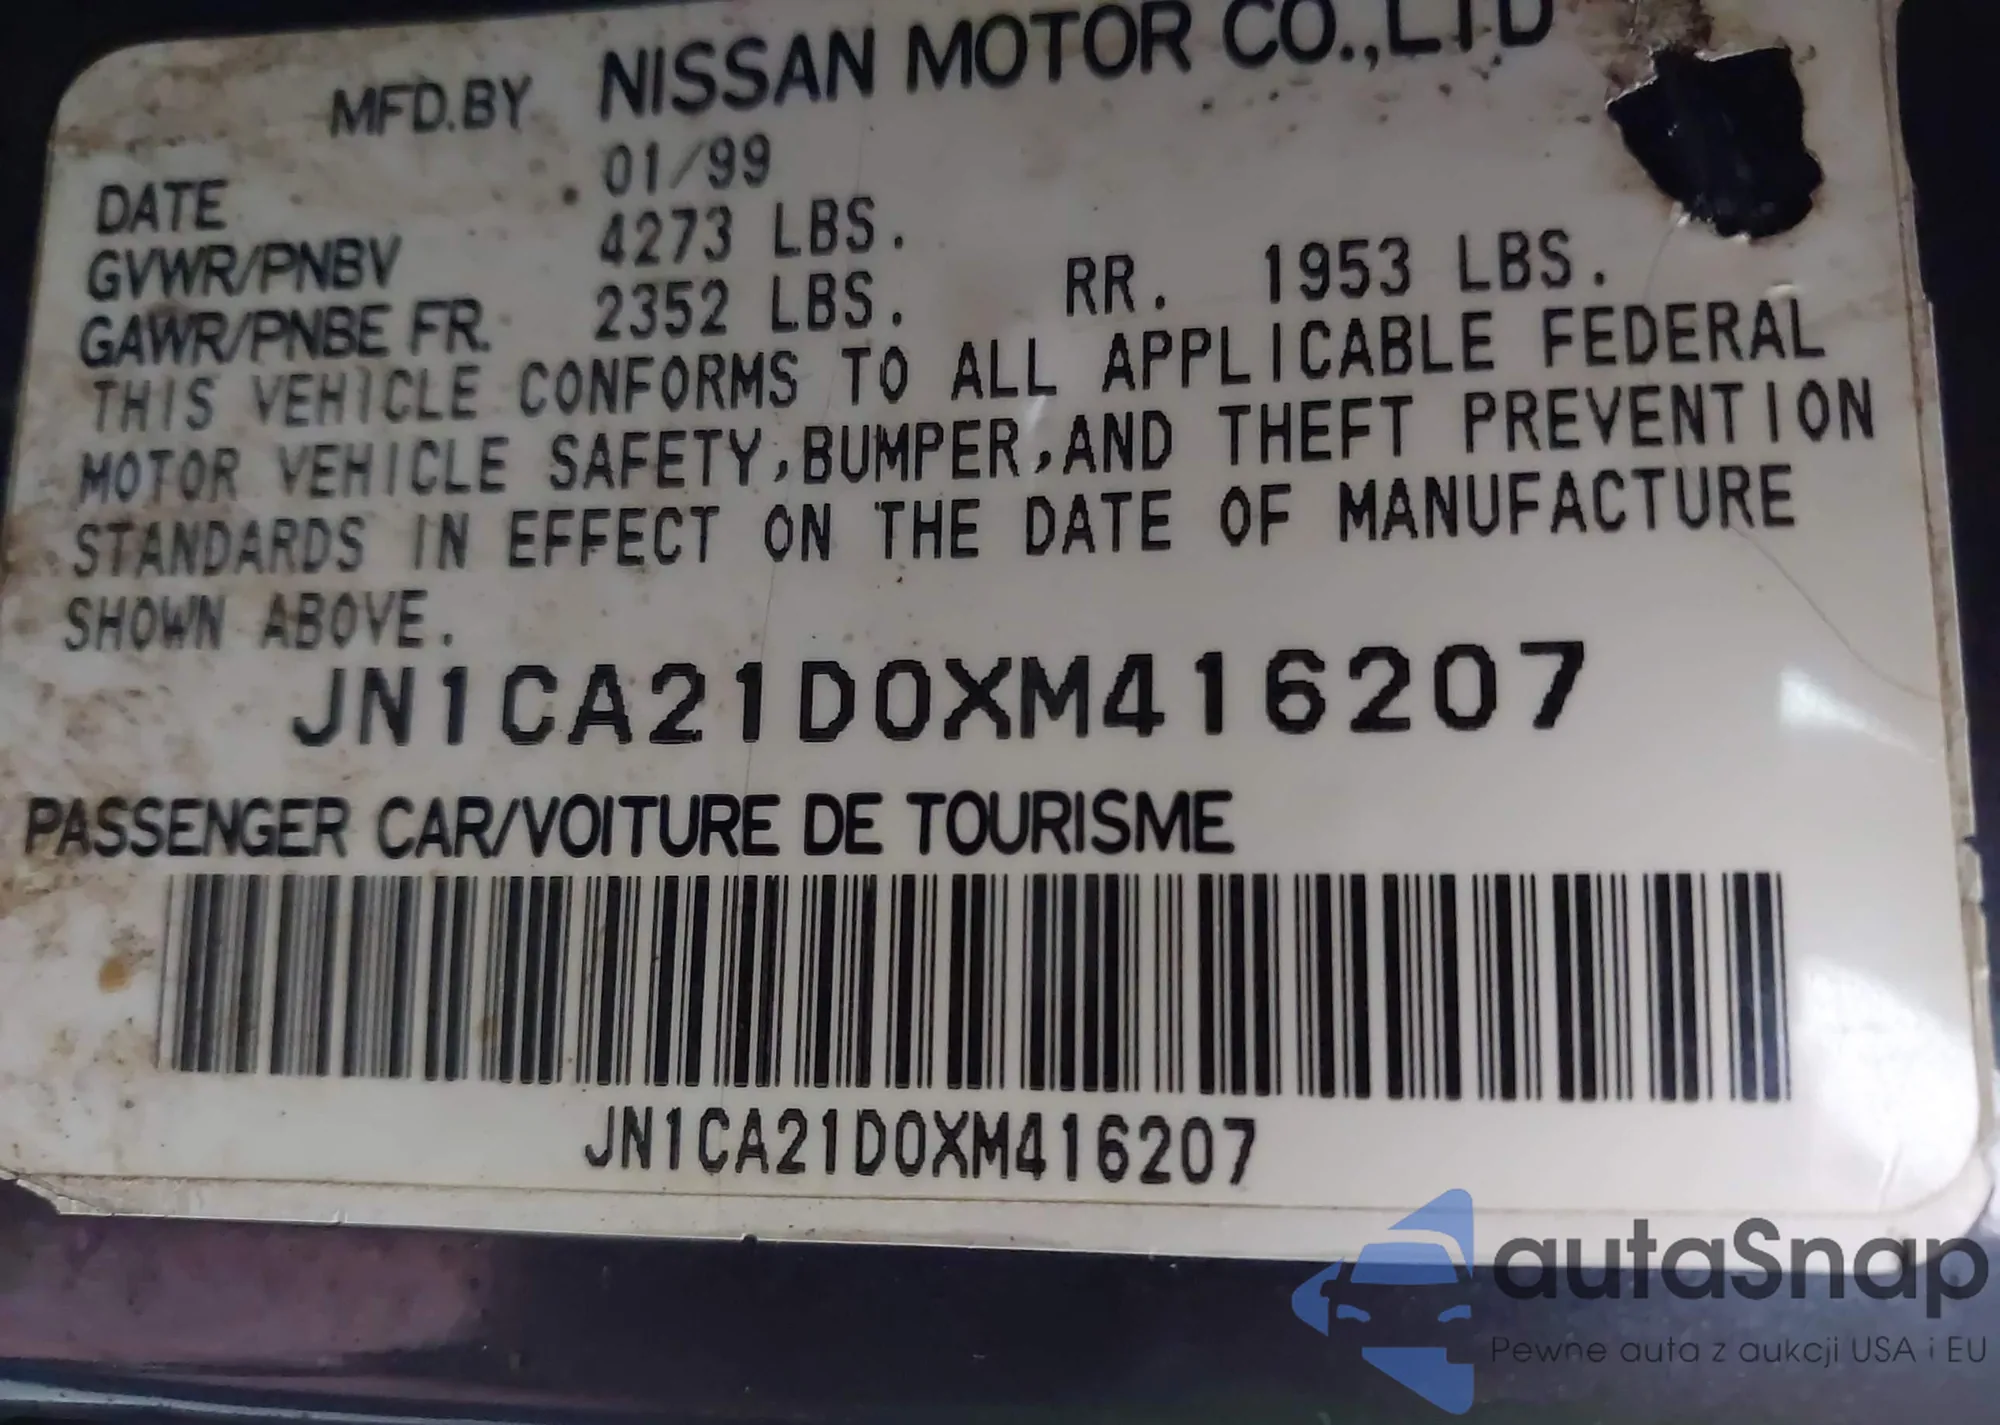 MFD.BY NISSAN MOTOR CO.,LTD
DATE 01/99
GVWR/PNBV 4273 LBS.
GAWR/PNBE FR. 2352 LBS. RR. 1953 LBS.
THIS VEHICLE CONFORMS TO ALL APPLICABLE FEDERAL
MOTOR VEHICLE SAFETY,BUMPER,AND THEFT PREVENTION
STANDARDS IN EFFECT ON THE DATE OF MANUFACTURE
SHOWN ABOVE.
JN1CA21D0XM416207
PASSENGER CAR/VOITURE DE TOURISME
JN1CA21D0XM416207
autaSnap
Pewne auta z aukcji USA i EU